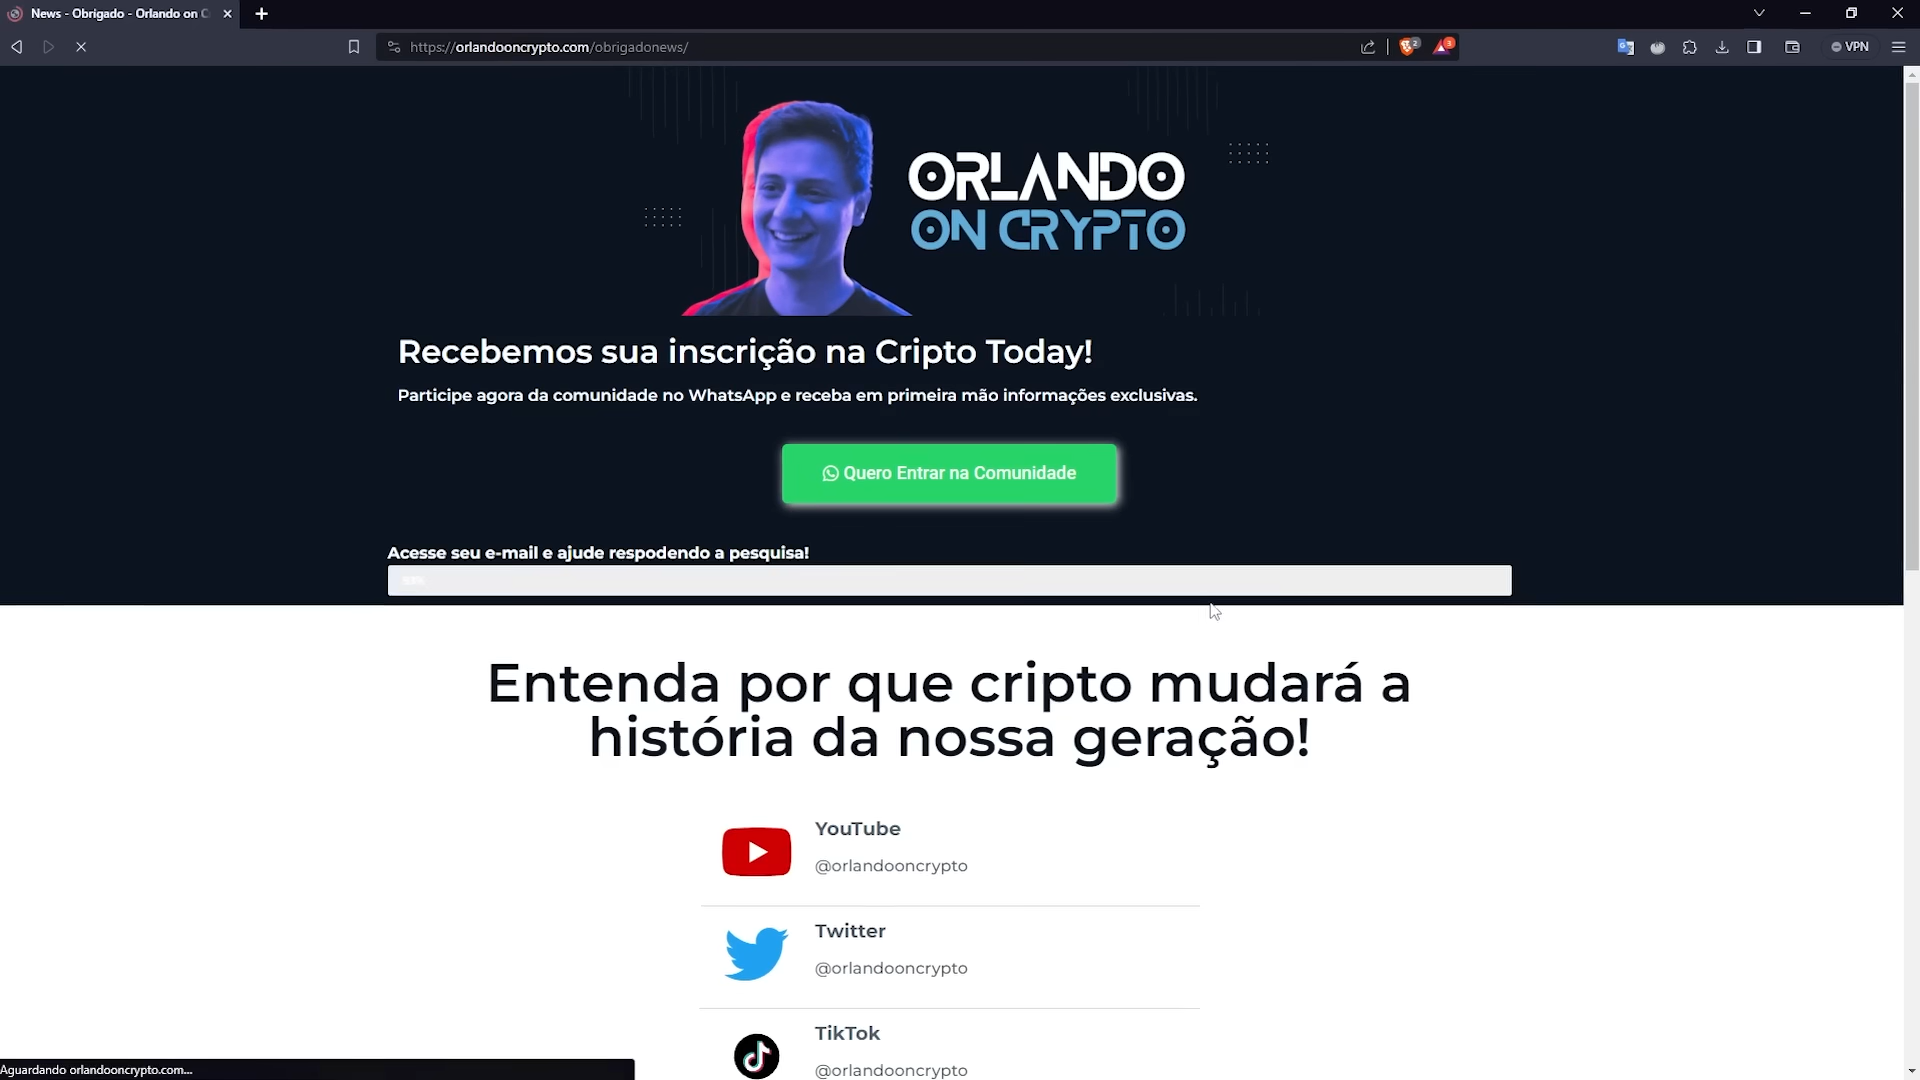 News - Obrigado - Orlando on C
https://orlandooncrypto.com/obrigadonews/
2
3
VPN
ORLANDO
ON CRYPTO
Recebemos sua inscrição na Cripto Today!
Participe agora da comunidade no WhatsApp e receba em primeira mão informações exclusivas.
Quero Entrar na Comunidade
Acesse seu e-mail e ajude respodendo a pesquisa!
Entenda por que cripto mudará a
história da nossa geração!
YouTube
@orlandooncrypto
Twitter
@orlandooncrypto
TikTok
@orlandooncrypto
Aguardando orlandooncrypto.com...